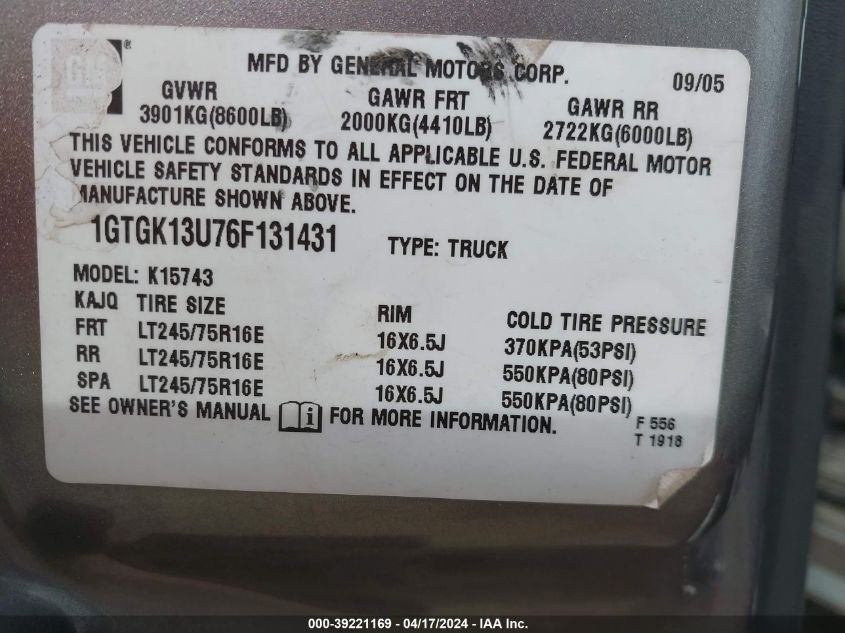 GM ®
MFD BY GENERAL MOTORS CORP.
09/05
GVWR GAWR FRT GAWR RR
3901KG(8600LB) 2000KG(4410LB) 2722KG(6000LB)
THIS VEHICLE CONFORMS TO ALL APPLICABLE U.S. FEDERAL MOTOR
VEHICLE SAFETY STANDARDS IN EFFECT ON THE DATE OF
MANUFACTURE SHOWN ABOVE.
1GTGK13U76F131431 TYPE: TRUCK
MODEL: K15743
KAJQ TIRE SIZE RIM COLD TIRE PRESSURE
FRT LT245/75R16E 16X6.5J 370KPA(53PSI)
RR LT245/75R16E 16X6.5J 550KPA(80PSI)
SPA LT245/75R16E 16X6.5J 550KPA(80PSI)
SEE OWNER'S MANUAL i FOR MORE INFORMATION.
F 556
T 1918
000-39221169 - 04/17/2024 - IAA Inc.